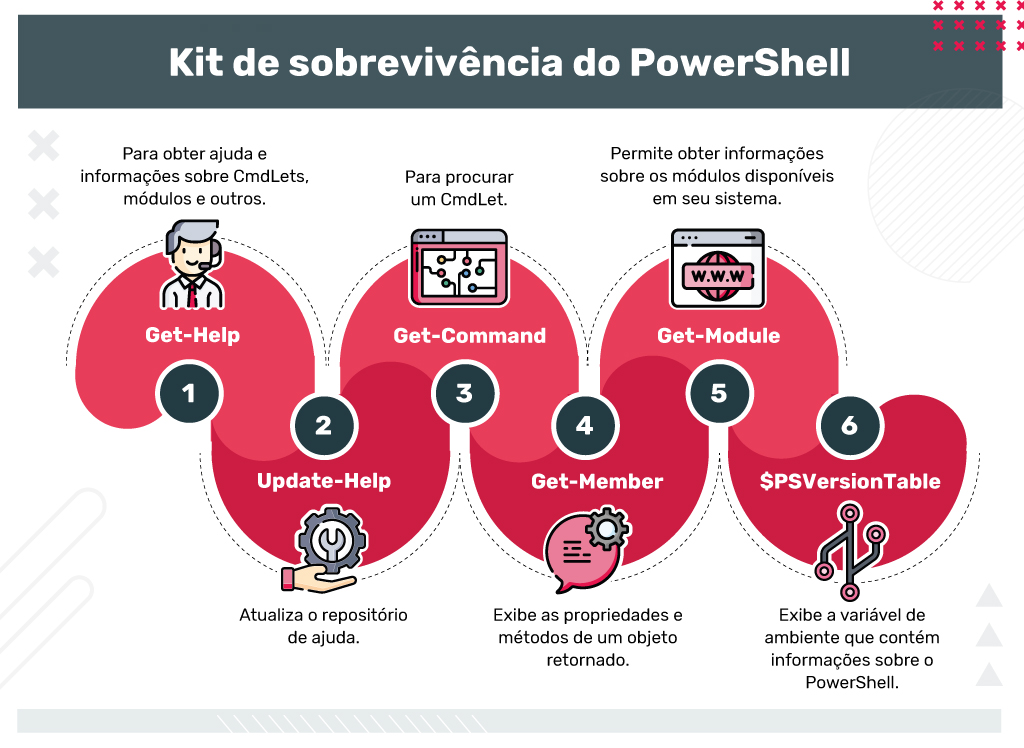 Kit de sobrevivência do PowerShell
Para obter ajuda e
informações sobre CmdLets,
módulos e outros.
Get-Help
1
2
Update-Help
Atualiza o repositório
de ajuda.
Para procurar
um CmdLet.
Get-Command
3
4
Get-Member
Exibe as propriedades e
métodos de um objeto
retornado.
Permite obter informações
sobre os módulos disponíveis
em seu sistema.
W.W.W
Get-Module
5
6
$PSVersionTable
Exibe a variável de
ambiente que contém
informações sobre o
PowerShell.